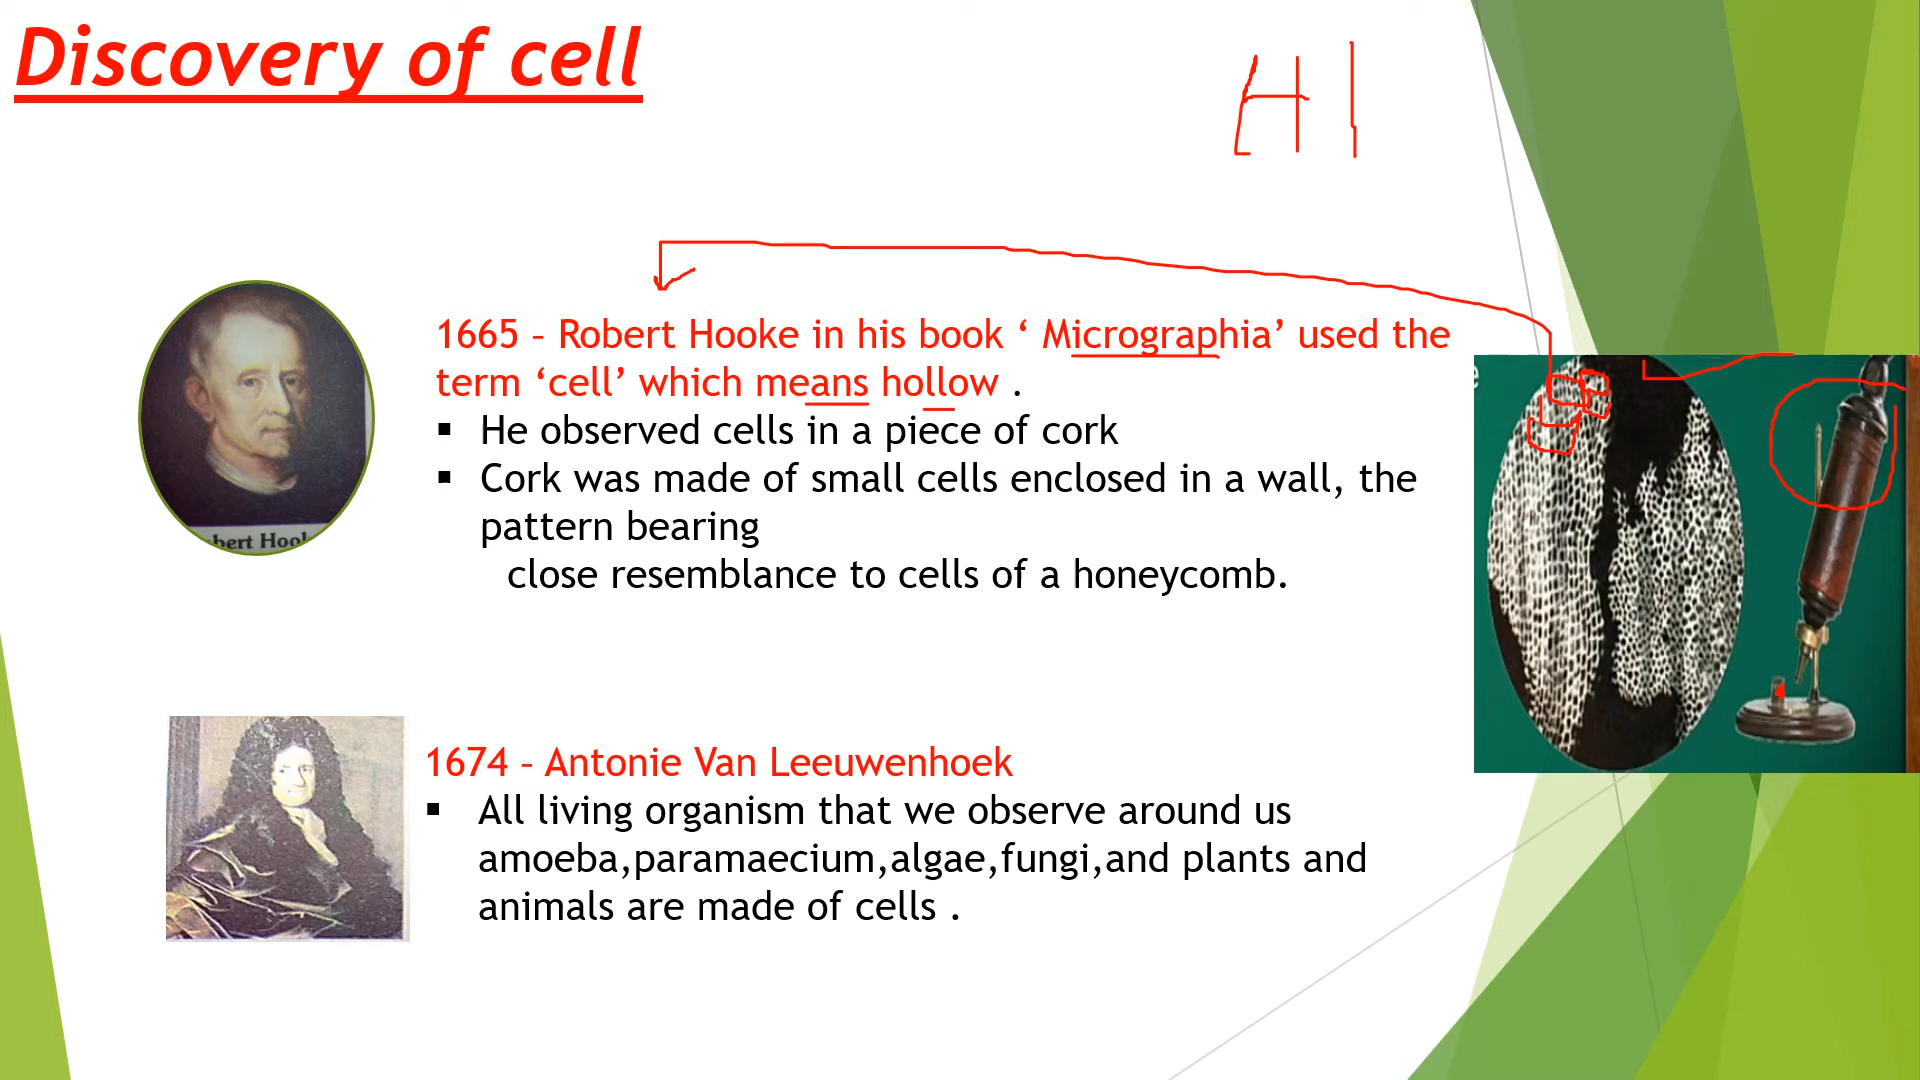 Discovery of cell
H I
1665 – Robert Hooke in his book ‘ Micrographia’ used the
term ‘cell’ which means hollow .
▪ He observed cells in a piece of cork
▪ Cork was made of small cells enclosed in a wall, the
pattern bearing
close resemblance to cells of a honeycomb.
bert Hoo
e
1674 – Antonie Van Leeuwenhoek
▪ All living organism that we observe around us
amoeba,paramaecium,algae,fungi,and plants and
animals are made of cells .